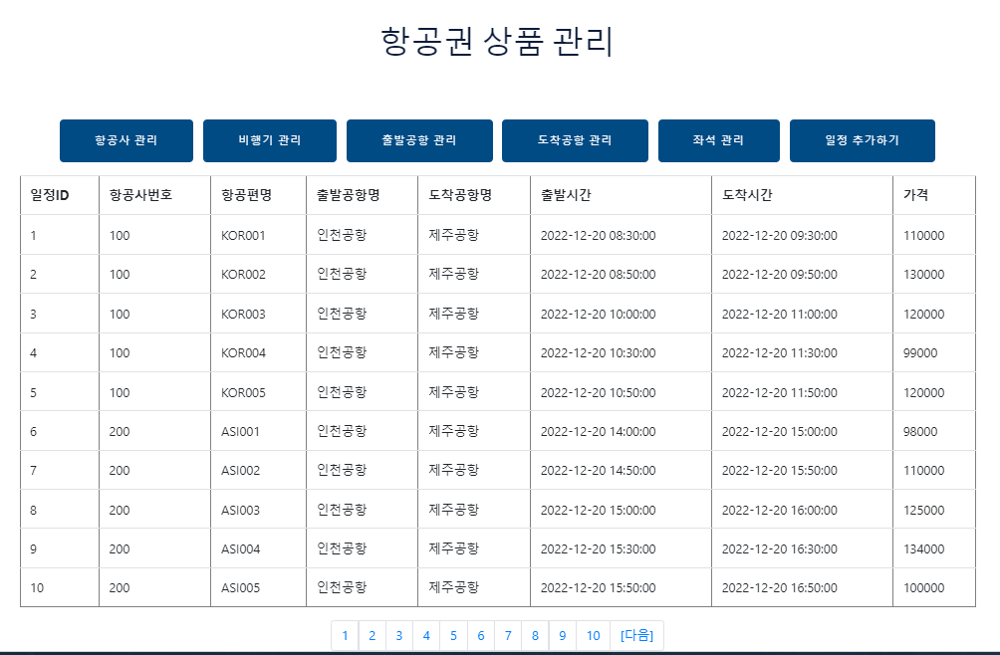 항공권 상품 관리
항공사 관리 비행기 관리 출발공항 관리 도착공항 관리 좌석 관리 일정 추가하기
일정ID 항공사번호 항공편명 출발공항명 도착공항명 출발시간 도착시간 가격
1 100 KOR001 인천공항 제주공항 2022-12-20 08:30:00 2022-12-20 09:30:00 110000
2 100 KOR002 인천공항 제주공항 2022-12-20 08:50:00 2022-12-20 09:50:00 130000
3 100 KOR003 인천공항 제주공항 2022-12-20 10:00:00 2022-12-20 11:00:00 120000
4 100 KOR004 인천공항 제주공항 2022-12-20 10:30:00 2022-12-20 11:30:00 99000
5 100 KOR005 인천공항 제주공항 2022-12-20 10:50:00 2022-12-20 11:50:00 120000
6 200 ASI001 인천공항 제주공항 2022-12-20 14:00:00 2022-12-20 15:00:00 98000
7 200 ASI002 인천공항 제주공항 2022-12-20 14:50:00 2022-12-20 15:50:00 110000
8 200 ASI003 인천공항 제주공항 2022-12-20 15:00:00 2022-12-20 16:00:00 125000
9 200 ASI004 인천공항 제주공항 2022-12-20 15:30:00 2022-12-20 16:30:00 134000
10 200 ASI005 인천공항 제주공항 2022-12-20 15:50:00 2022-12-20 16:50:00 100000
1 2 3 4 5 6 7 8 9 10 [다음]